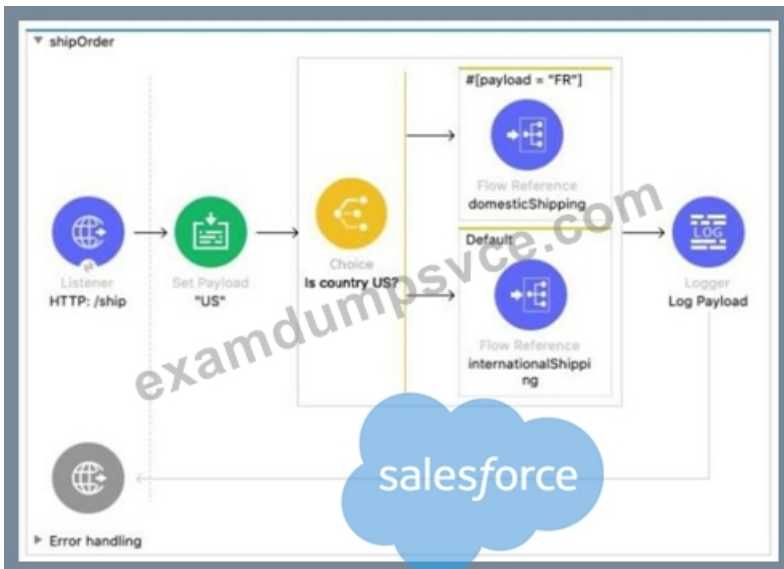 shipOrder
#[payload = "FR"]
Flow Reference
domesticShipping
Listener
HTTP: /ship
Set Payload
"US"
Choice
Is country US?
Default
Flow Reference
internationalShippi
ng
LOG
Logger
Log Payload
examdumpsvce.com
salesforce
Error handling